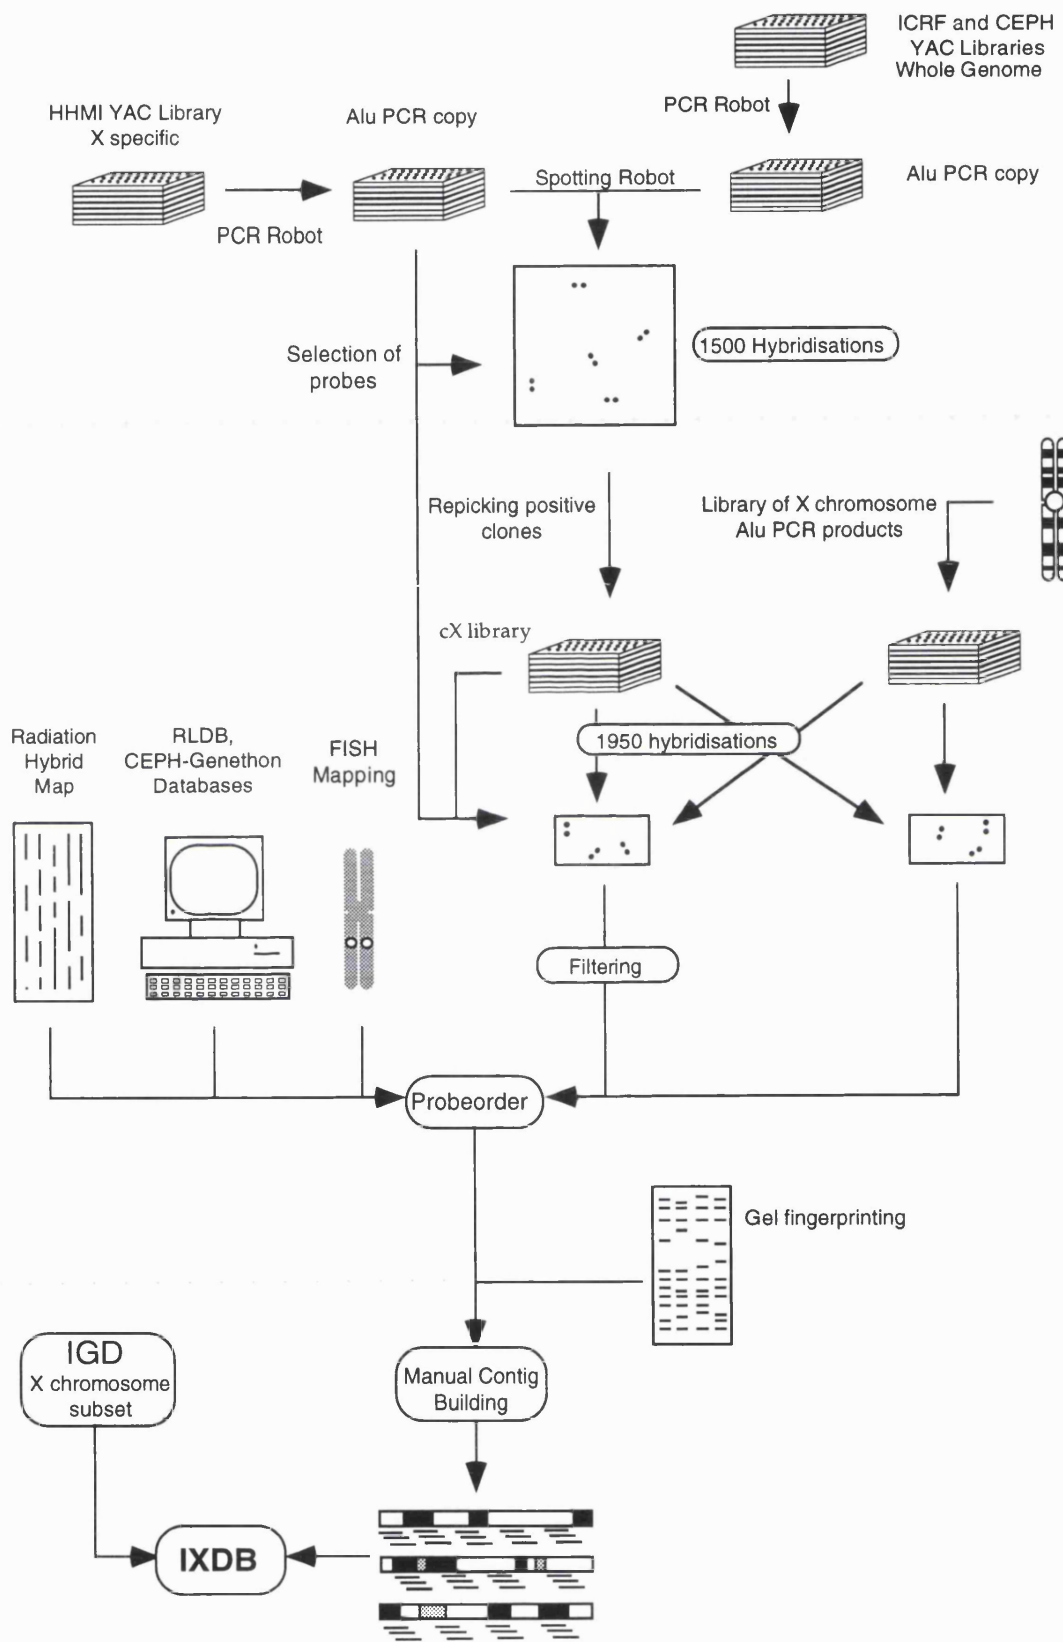 ICRF and CEPH
YAC Libraries
Whole Genome
PCR Robot
HHMI YAC Library
X specific
Alu PCR copy
Spotting Robot
Alu PCR copy
PCR Robot
1500 Hybridisations
Selection of
probes
Repicking positive
clones
Library of X chromosome
Alu PCR products
cX library
1950 hybridisations
Radiation
Hybrid
Map
RLDB,
CEPH-Genethon
Databases
FISH
Mapping
Filtering
Probeorder
Gel fingerprinting
IGD
X chromosome
subset
Manual Contig
Building
IXDB